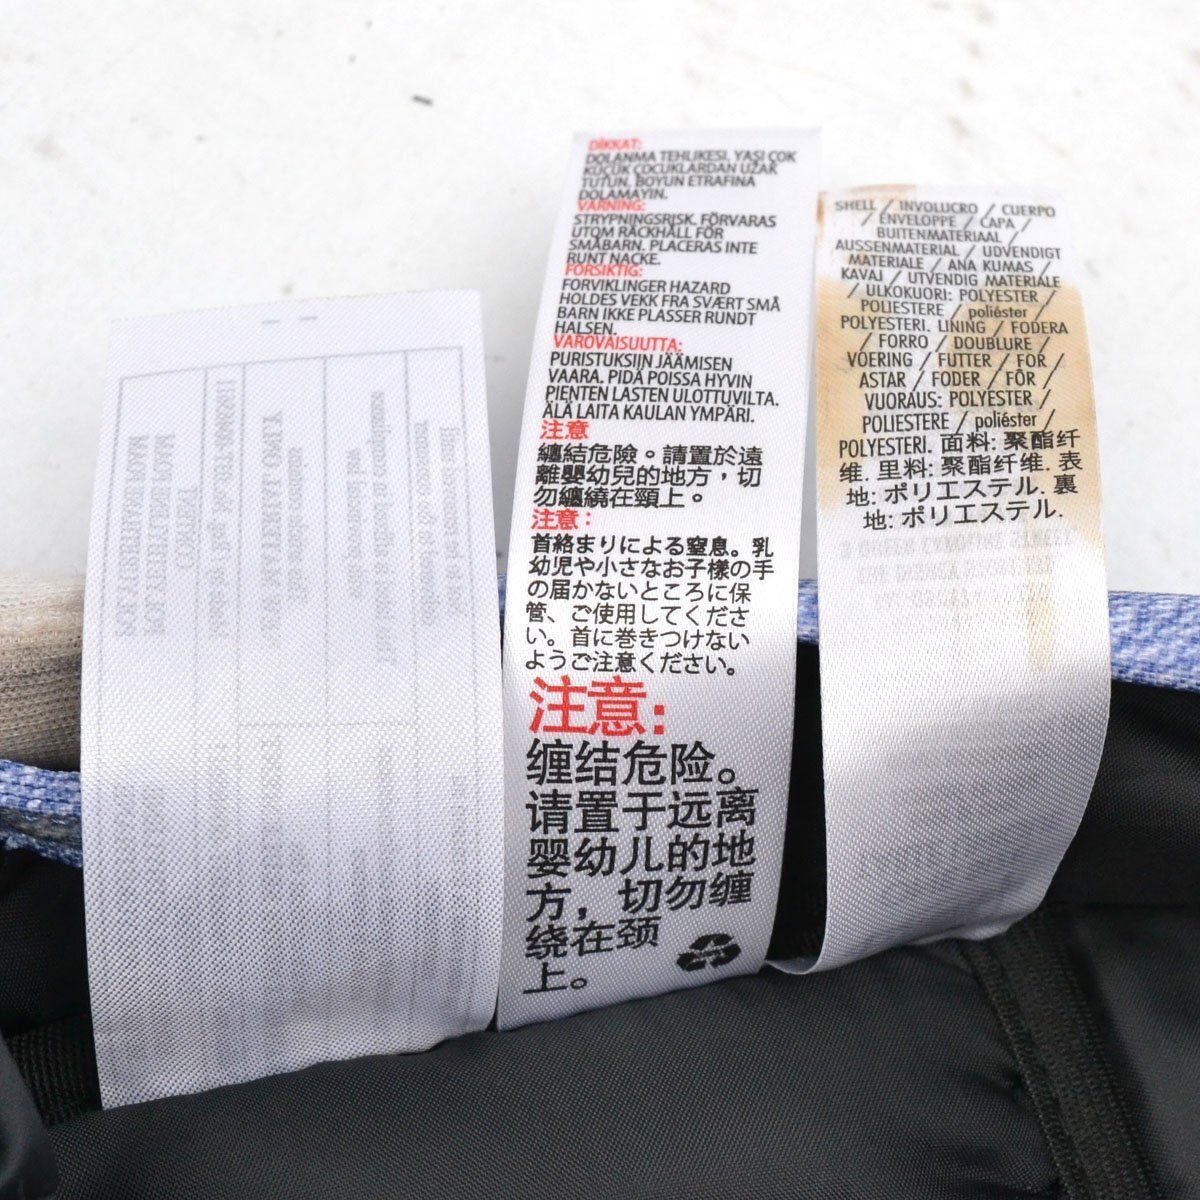 DİKKAT:
DOLANMA TEHLIKESI. YAŞI ÇOK
KÜÇÜK ÇOCUKLARDAN UZAK
TUTUN. BOYUN ETRAFINA
DOLAMAYIN.
VARNING:
STRYPNINGSRISK. FÖRVARAS
UTOM RÄCKHÅLL FÖR
SMÅBARN. PLACERAS INTE
RUNT NACKE.
FORSIKTIG:
FORVIKLINGER HAZARD
HOLDES VEKK FRA SVÆRT SMÅ
BARN IKKE PLASSER RUNDT
HALSEN.
VAROVAISUUTTA:
PURISTUKSIJN JÄÄMISEN
VAARA. PIDÄ POISSA HYVIN
PIENTEN LASTEN ULOTTUVILTA.
ÄLÄ LAITA KAULAN YMPÄRI.
注意
纏結危險。請置於遠
離嬰幼兒的地方，切
勿纏繞在頸上。
注意：
首絡まりによる窒息。乳
幼児や小さなお子様の手
の届かないところに保
管、ご使用してくださ
い。首に巻きつけない
ようご注意ください。
注意:
缠结危险。
请置于远离
婴幼儿的地
方，切勿缠
绕在颈
上。
SHELL / INVOLUCRO / CUERPO
/ ENVELOPPE / CAPA /
BUITENMATERIAAL /
AUSSENMATERIAL / UDVENDIGT
MATERIALE / ANA KUMAS /
KAVAJ / UTVENDIG MATERIALE
/ ULKOKUORI: POLYESTER /
POLIESTERE / poliéster /
POLYESTERI. LINING / FODERA
/ FORRO / DOUBLURE /
VOERING / FUTTER / FOR /
ASTAR / FODER / FÔR /
VUORAUS: POLYESTER /
POLIESTERE / poliéster /
POLYESTERI. 面料: 聚酯纤
维. 里料: 聚酯纤维. 表
地: ポリエステル. 裏
地: ポリエステル.